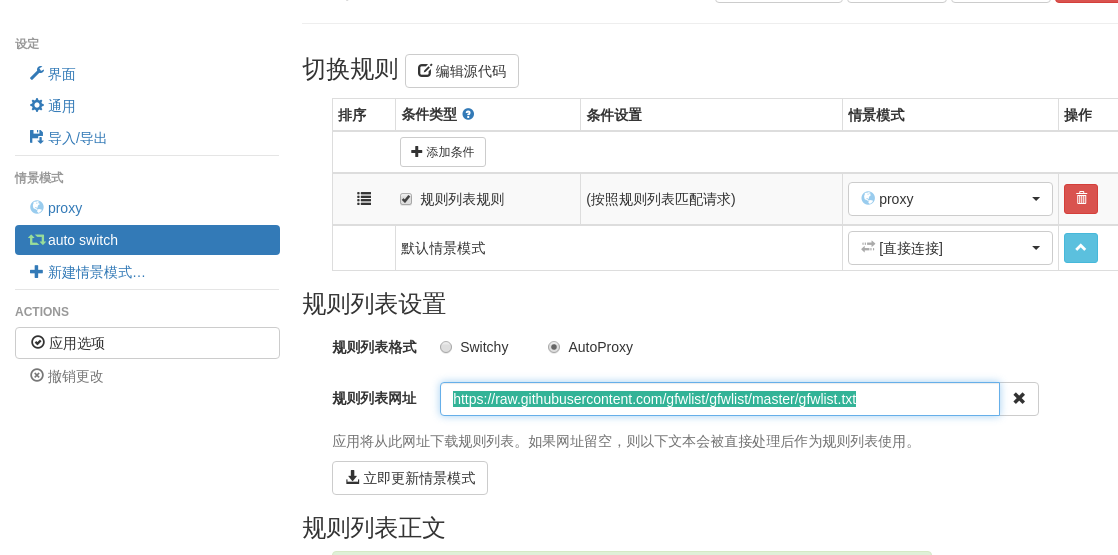 设定
界面
通用
导入/导出
情景模式
proxy
auto switch
新建情景模式…
ACTIONS
应用选项
撤销更改
切换规则 编辑源代码
排序 条件类型 条件设置 情景模式 操作
添加条件
规则列表规则 (按照规则列表匹配请求) proxy
默认情景模式 [直接连接]
规则列表设置
规则列表格式 Switchy AutoProxy
规则列表网址 https://raw.githubusercontent.com/gfwlist/gfwlist/master/gfwlist.txt
应用将从此网址下载规则列表。如果网址留空，则以下文本会被直接处理后作为规则列表使用。
立即更新情景模式
规则列表正文